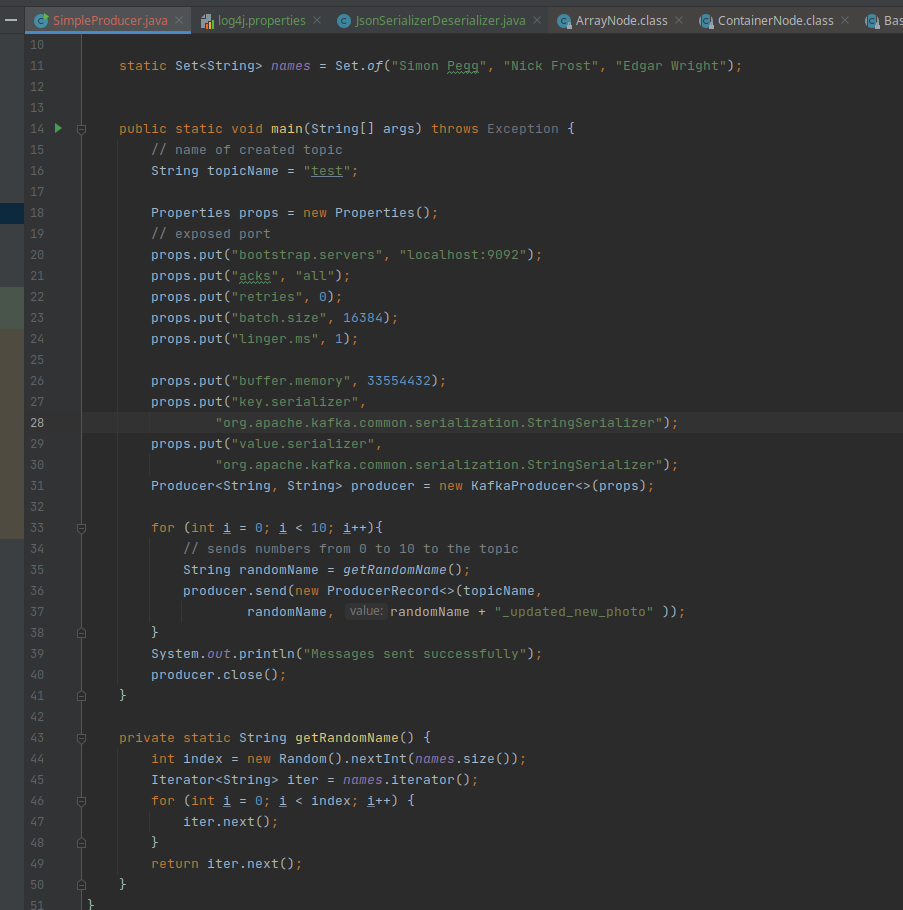 SimpleProducer.java log4j.properties JsonSerializerDeserializer.java ArrayNode.class ContainerNode.class Bas
10
11 static Set<String> names = Set.of("Simon Pegg", "Nick Frost", "Edgar Wright");
12
13
14 public static void main(String[] args) throws Exception {
15 // name of created topic
16 String topicName = "test";
17
18 Properties props = new Properties();
19 // exposed port
20 props.put("bootstrap.servers", "localhost:9092");
21 props.put("acks", "all");
22 props.put("retries", 0);
23 props.put("batch.size", 16384);
24 props.put("linger.ms", 1);
25
26 props.put("buffer.memory", 33554432);
27 props.put("key.serializer",
28 "org.apache.kafka.common.serialization.StringSerializer");
29 props.put("value.serializer",
30 "org.apache.kafka.common.serialization.StringSerializer");
31 Producer<String, String> producer = new KafkaProducer<>(props);
32
33 for (int i = 0; i < 10; i++){
34 // sends numbers from 0 to 10 to the topic
35 String randomName = getRandomName();
36 producer.send(new ProducerRecord<>(topicName,
37 randomName, value: randomName + "_updated_new_photo" ));
38 }
39 System.out.println("Messages sent successfully");
40 producer.close();
41 }
42
43 private static String getRandomName() {
44 int index = new Random().nextInt(names.size());
45 Iterator<String> iter = names.iterator();
46 for (int i = 0; i < index; i++) {
47 iter.next();
48 }
49 return iter.next();
50 }
51 }